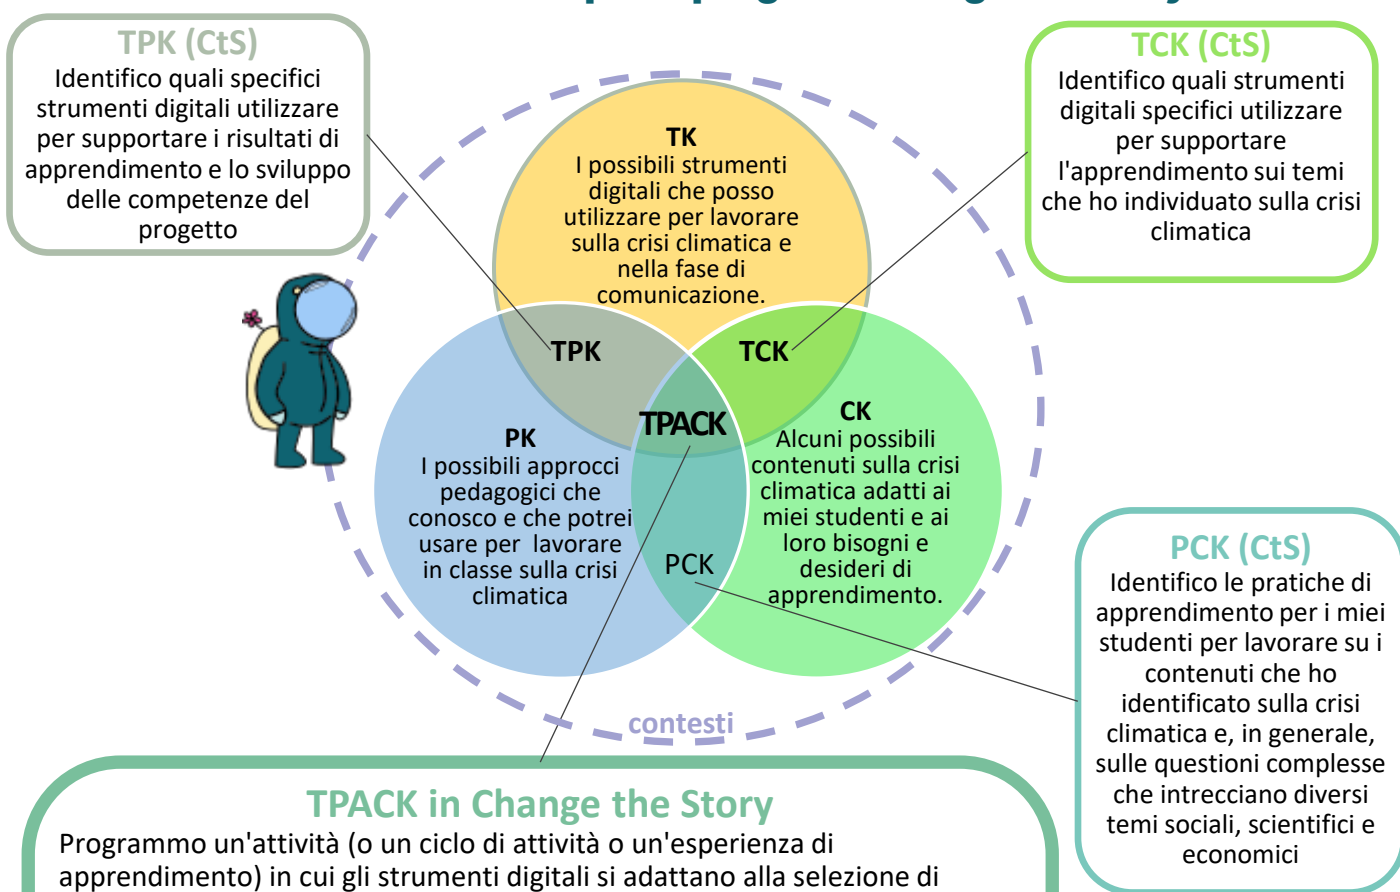 TPK (CtS)
Identifico quali specifici
strumenti digitali utilizzare
per supportare i risultati di
apprendimento e lo sviluppo
delle competenze del
progetto
TCK (CtS)
Identifico quali strumenti
digitali specifici utilizzare
per supportare
l'apprendimento sui temi
che ho individuato sulla crisi
climatica
TK
I possibili strumenti
digitali che posso
utilizzare per lavorare
sulla crisi climatica e
nella fase di
comunicazione.
TPK
TCK
TPACK
PK
I possibili approcci
pedagogici che
conosco e che potrei
usare per lavorare
in classe sulla crisi
climatica
CK
Alcuni possibili
contenuti sulla crisi
climatica adatti ai
miei studenti e ai
loro bisogni e
desideri di
apprendimento.
PCK
contesti
PCK (CtS)
Identifico le pratiche di
apprendimento per i miei
studenti per lavorare su i
contenuti che ho
identificato sulla crisi
climatica e, in generale,
sulle questioni complesse
che intrecciano diversi
temi sociali, scientifici e
economici
TPACK in Change the Story
Programmo un'attività (o un ciclo di attività o un'esperienza di
apprendimento) in cui gli strumenti digitali si adattano alla selezione di